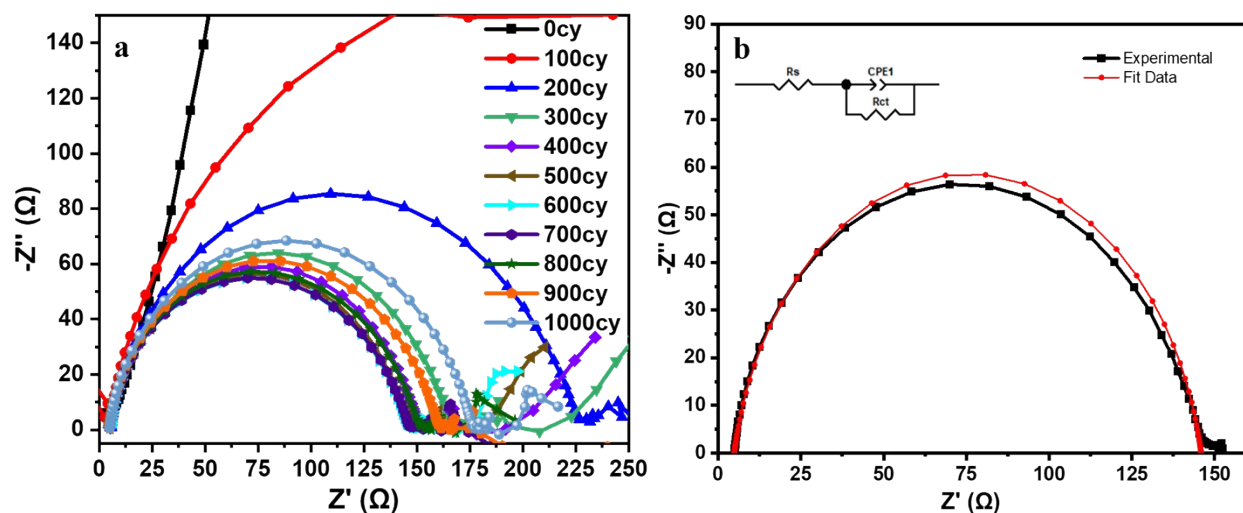 a
0cy
100cy
200cy
300cy
400cy
500cy
600cy
700cy
800cy
900cy
1000cy
140
120
100
80
60
40
20
0
-Z'' (Ω)
0 25 50 75 100 125 150 175 200 225 250
Z' (Ω)
b
Rs
CPE1
Rct
Experimental
Fit Data
90
80
70
60
50
40
30
20
10
0
-Z'' (Ω)
0 25 50 75 100 125 150
Z' (Ω)